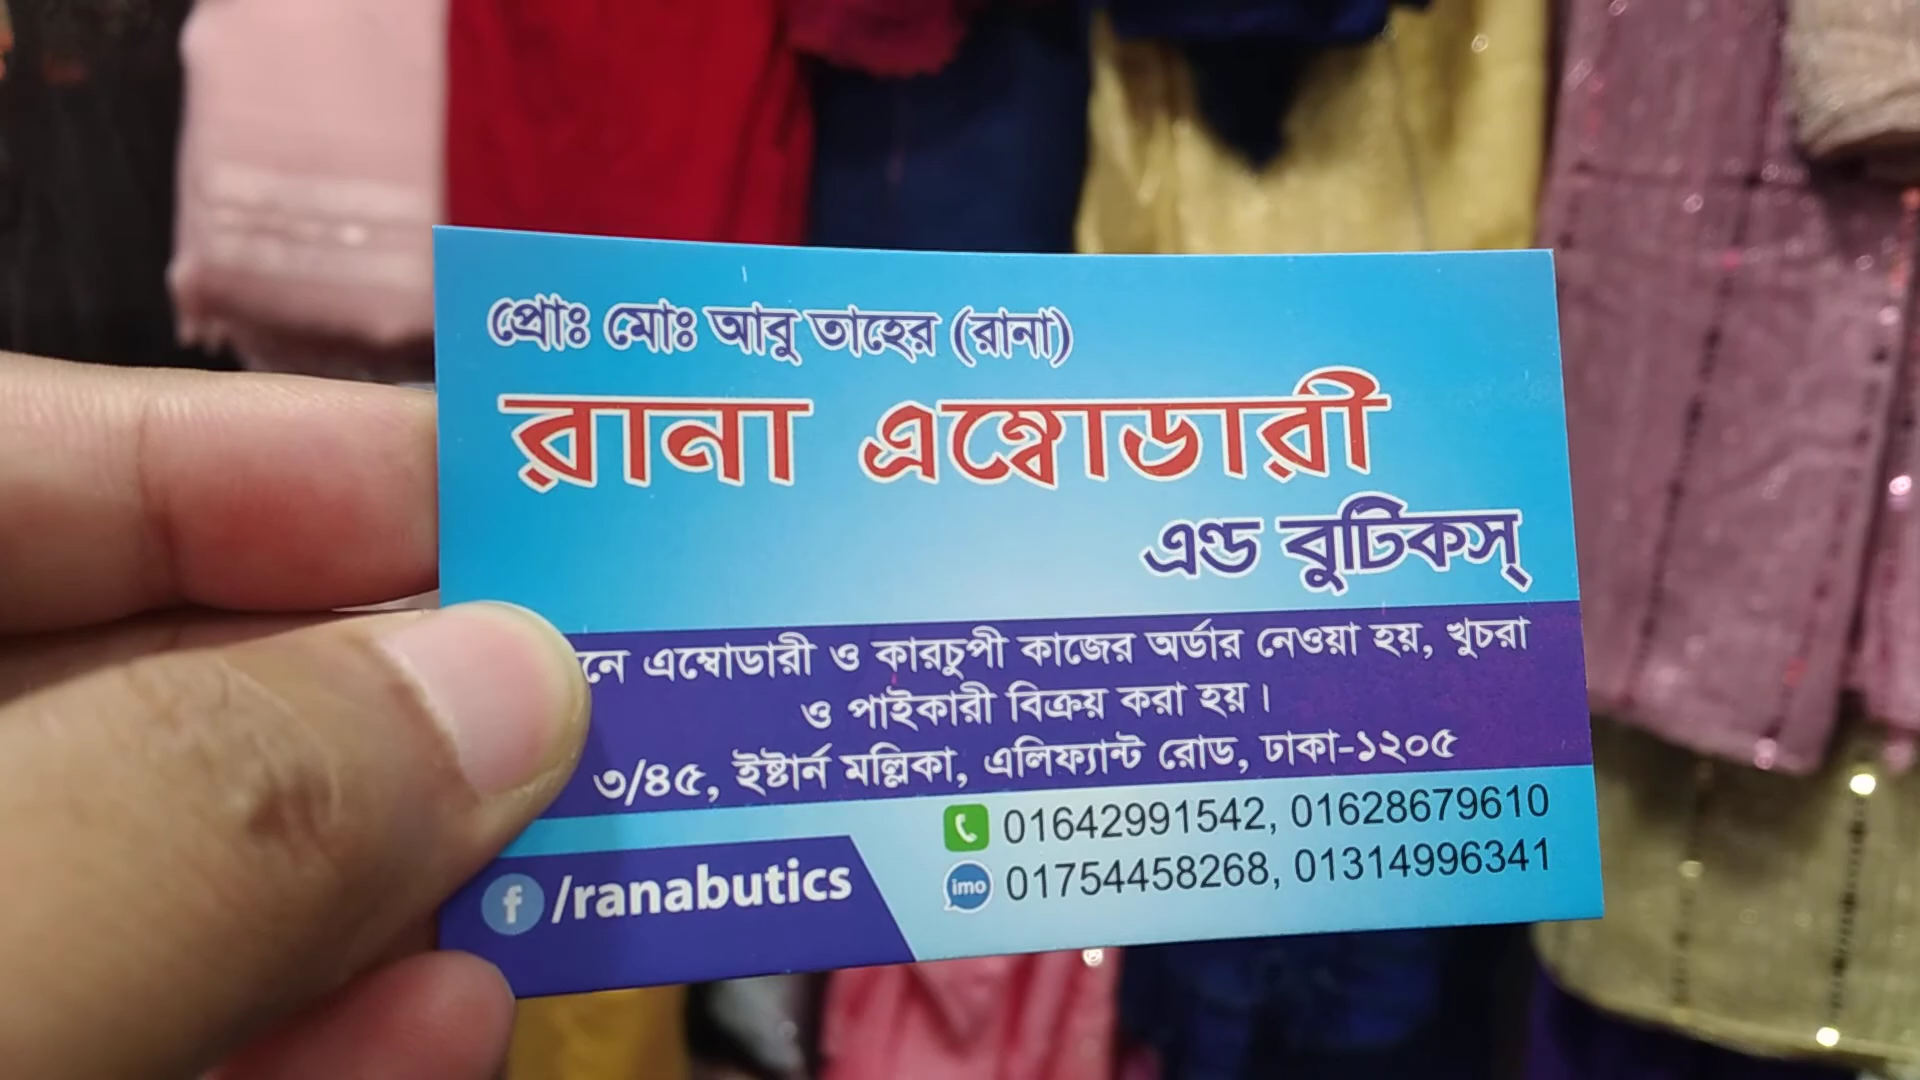 প্রোঃ মোঃ আবু তাহের (রানা)
রানা এম্বোডারী
এন্ড বুটিকস্
এম্বোডারী ও কারচুপী কাজের অর্ডার নেওয়া হয়, খুচরা
ও পাইকারী বিক্রয় করা হয়।
৩/৪৫, ইষ্টার্ন মল্লিকা, এলিফ্যান্ট রোড, ঢাকা-১২০৫
01642991542, 01628679610
imo 01754458268, 01314996341
f /ranabutics